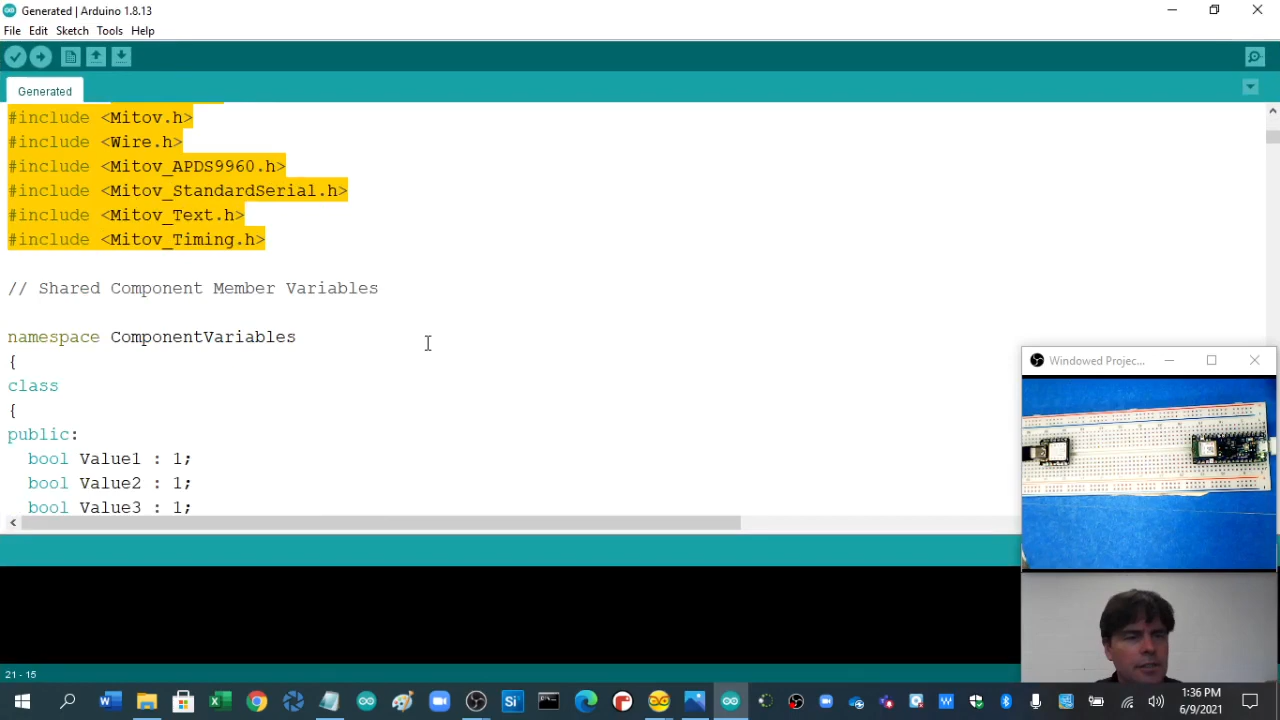 Generated | Arduino 1.8.13
File Edit Sketch Tools Help
Generated
#include <Mitov.h>
#include <Wire.h>
#include <Mitov_APDS9960.h>
#include <Mitov_StandardSerial.h>
#include <Mitov_Text.h>
#include <Mitov_Timing.h>
// Shared Component Member Variables
namespace ComponentVariables
{
class
{
public:
bool Value1 : 1;
bool Value2 : 1;
bool Value3 : 1;
Windowed Projec...
21 - 15
Si
1:36 PM
6/9/2021